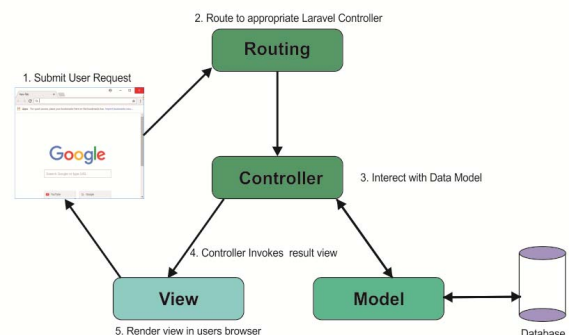 2. Route to appropriate Laravel Controller
Routing
1. Submit User Request
Google
Controller
3. Interect with Data Model
4. Controller Invokes  result view
View
Model
5. Render view in users browser
Database